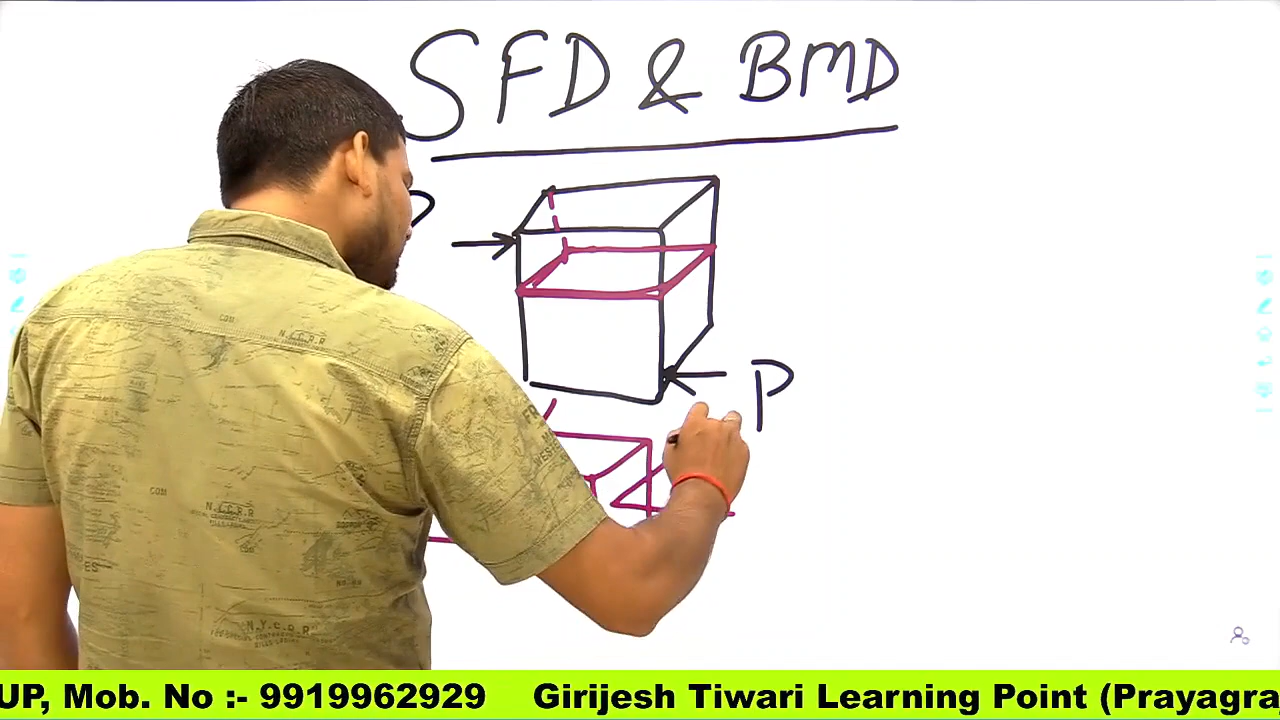 SFD & BMD
P
P
UP, Mob. No :- 9919962929 Girijesh Tiwari Learning Point (Prayagra